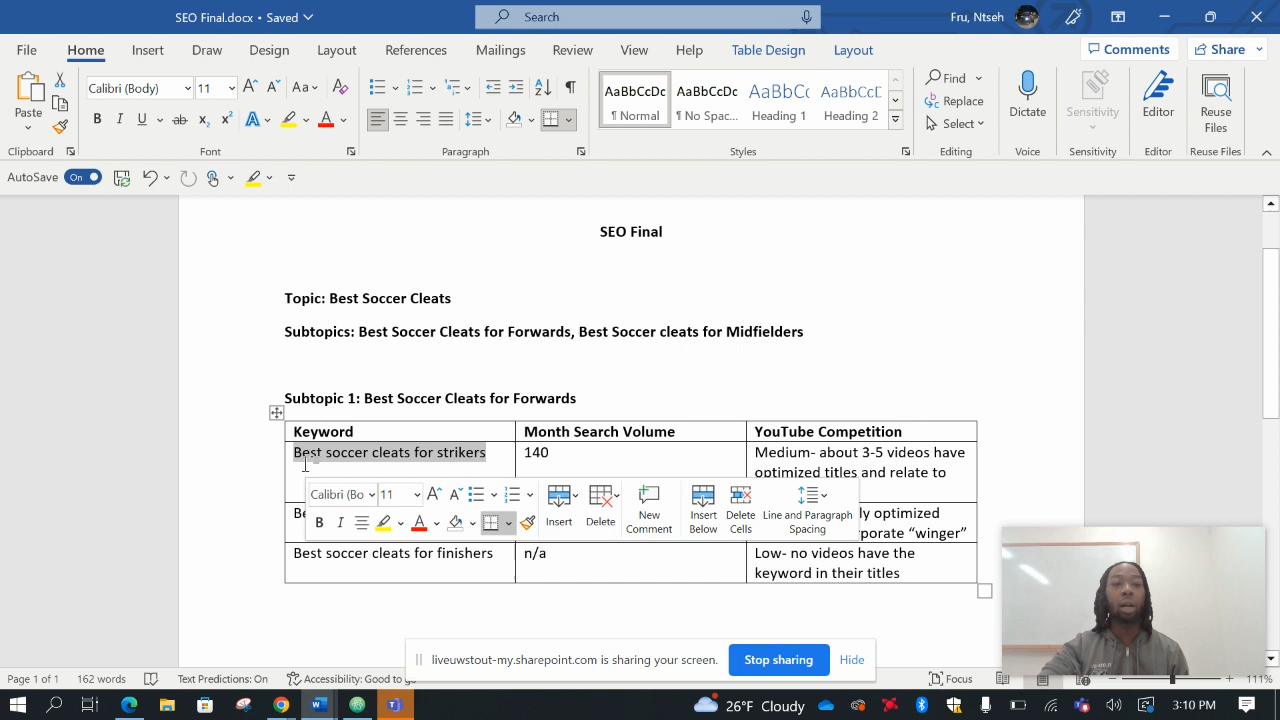 SEO Final.docx • Saved
Search
Fru, Ntseh
File
Home
Insert
Draw
Design
Layout
References
Mailings
Review
View
Help
Table Design
Layout
Comments
Share
Paste
Calibri (Body)
11
Aa
B I U ab x₂ x² A A
AaBbCcDc
¶ Normal
AaBbCcDc
¶ No Spac...
AaBbCc
Heading 1
AaBbCcD
Heading 2
Find
Replace
Select
Dictate
Sensitivity
Editor
Reuse
Files
Clipboard
Font
Paragraph
Styles
Editing
Voice
Sensitivity
Editor
Reuse Files
AutoSave On
SEO Final
Topic: Best Soccer Cleats
Subtopics: Best Soccer Cleats for Forwards, Best Soccer cleats for Midfielders
Subtopic 1: Best Soccer Cleats for Forwards
Keyword
Month Search Volume
YouTube Competition
Best soccer cleats for strikers
140
Medium- about 3-5 videos have
optimized titles and relate to
Calibri (Bo
11
Insert
Delete
New
Comment
Insert
Below
Delete
Cells
Line and Paragraph
Spacing
B I A
Be
ly optimized
rporate “winger”
Best soccer cleats for finishers
n/a
Low- no videos have the
keyword in their titles
liveuwstout-my.sharepoint.com is sharing your screen.
Stop sharing
Hide
Page 1 of 1
162 words
Text Predictions: On
Accessibility: Good to go
Focus
111%
26°F Cloudy
3:10 PM